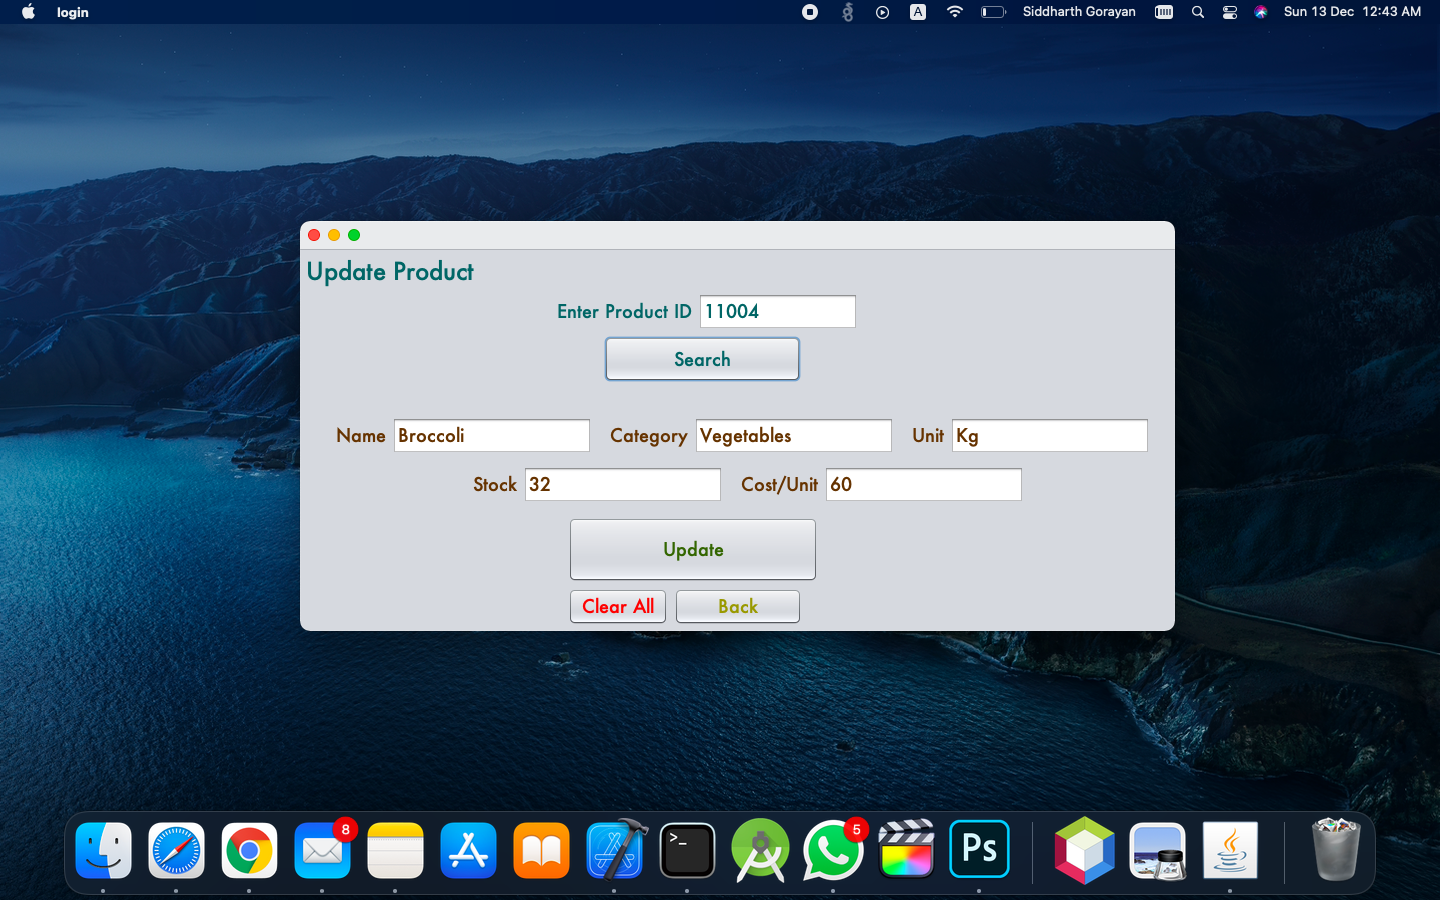 login
A
Siddharth Gorayan
Sun 13 Dec 12:43 AM
Update Product
Enter Product ID 11004
Search
Name Broccoli Category Vegetables Unit Kg
Stock 32 Cost/Unit 60
Update
Clear All Back
8
>_
5
Ps